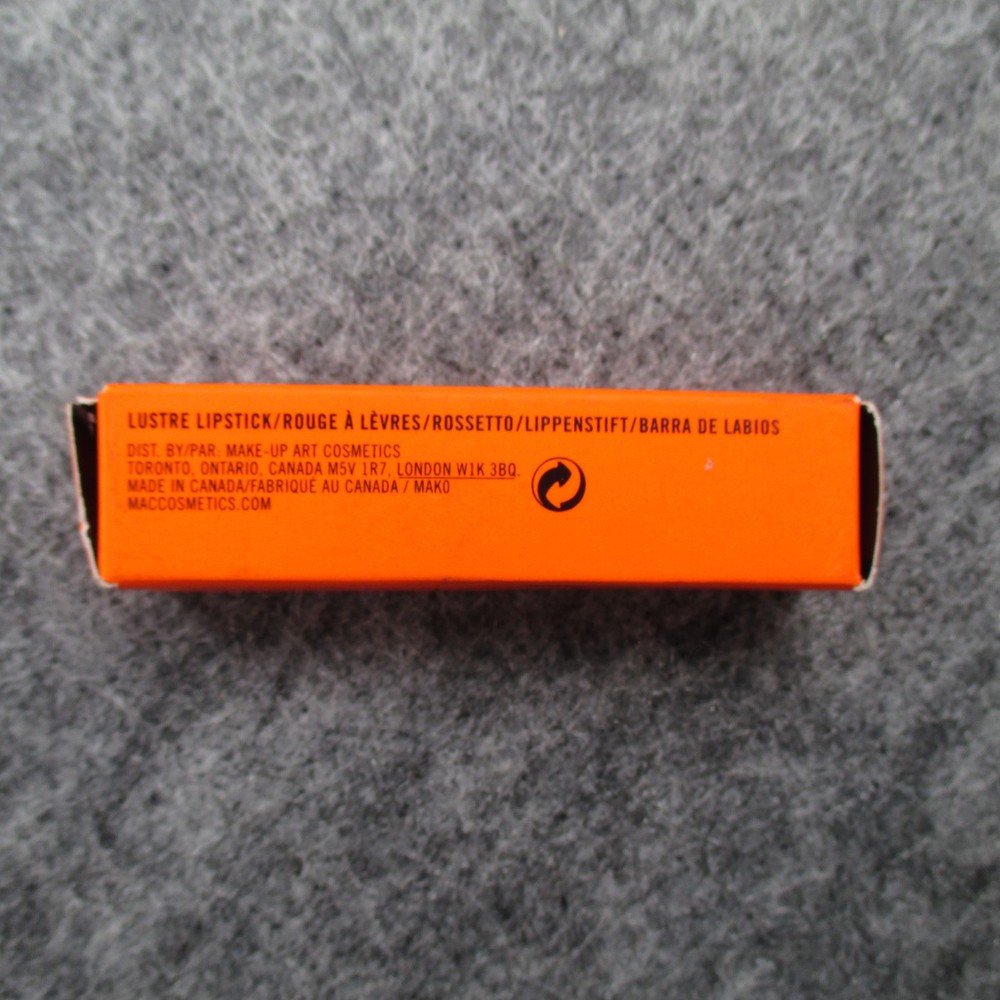 LUSTRE LIPSTICK/ROUGE À LÈVRES/ROSSETTO/LIPPENSTIFT/BARRA DE LABIOS
DIST. BY/PAR: MAKE-UP ART COSMETICS
TORONTO, ONTARIO, CANADA M5V 1R7, LONDON W1K 3BQ.
MADE IN CANADA/FABRIQUÉ AU CANADA / MAK0
MACCOSMETICS.COM